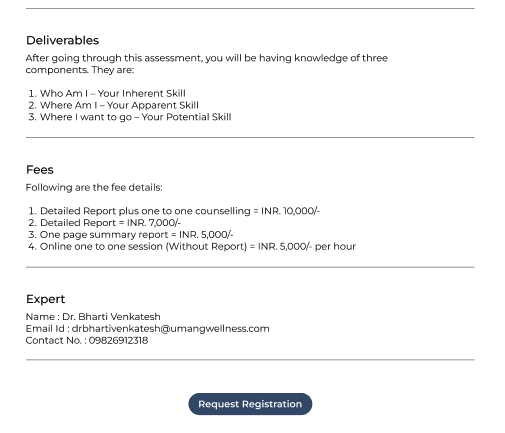 Deliverables
After going through this assessment, you will be having knowledge of three
components. They are:
1. Who Am I – Your Inherent Skill
2. Where Am I – Your Apparent Skill
3. Where I want to go – Your Potential Skill
Fees
Following are the fee details:
1. Detailed Report plus one to one counselling = INR. 10,000/-
2. Detailed Report = INR. 7,000/-
3. One page summary report = INR. 5,000/-
4. Online one to one session (Without Report) = INR. 5,000/- per hour
Expert
Name : Dr. Bharti Venkatesh
Email Id : drbhartivenkatesh@umangwellness.com
Contact No. : 09826912318
Request Registration